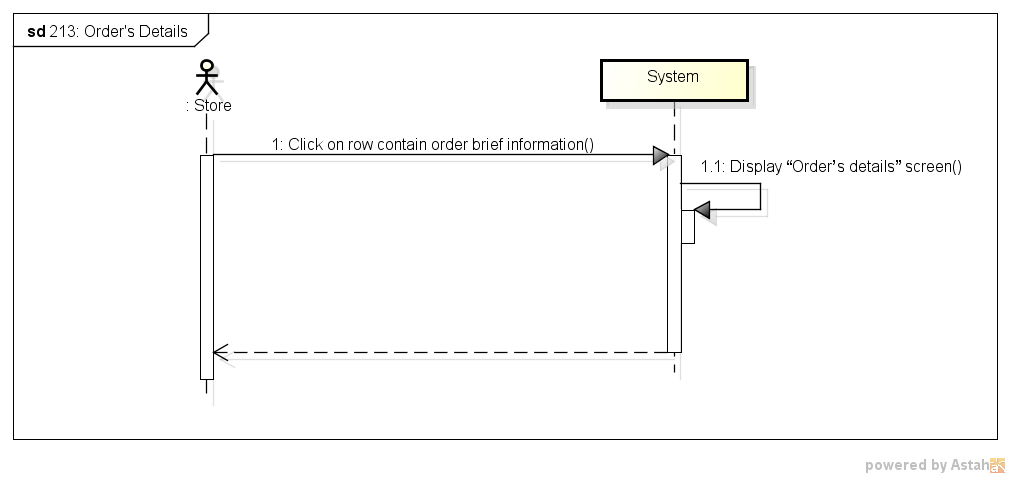 sd 213: Order's Details
: Store
System
1: Click on row contain order brief information()
1.1: Display “Order’s details” screen()
powered by Astah